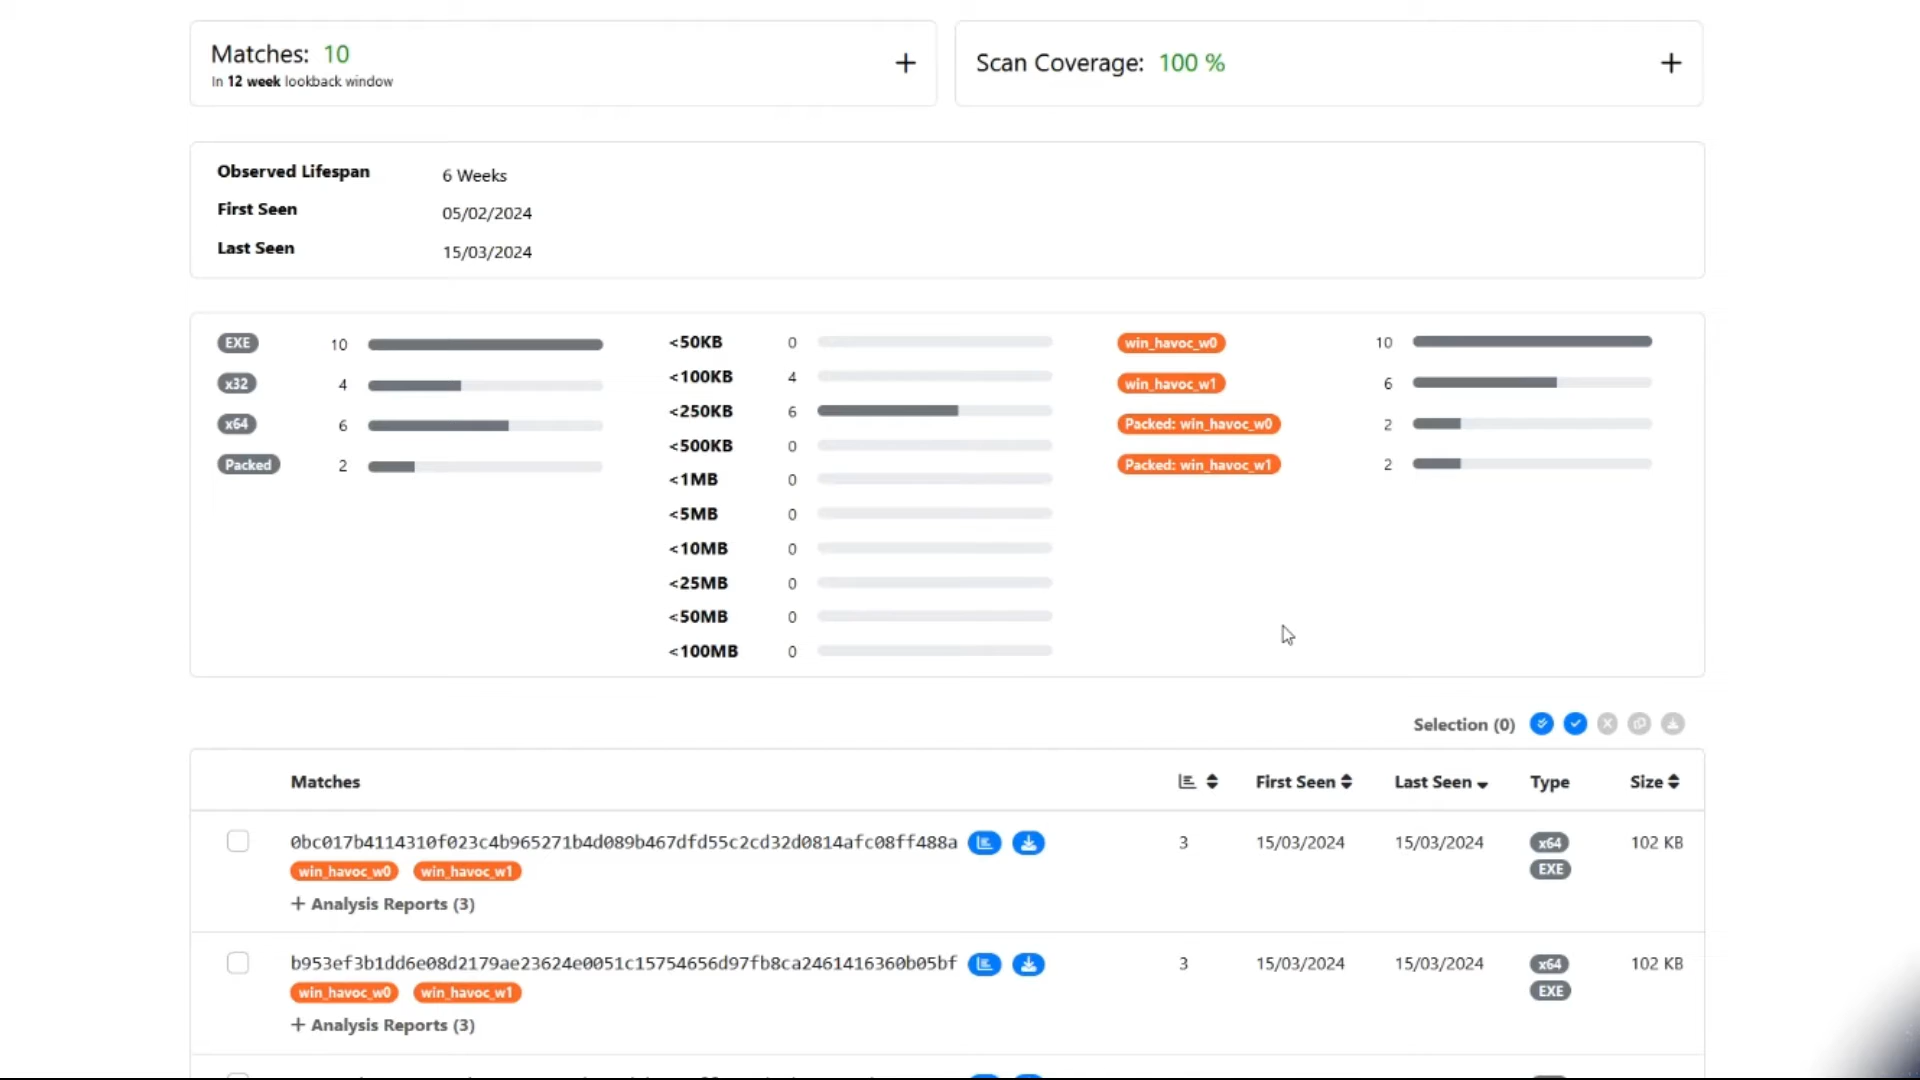 Matches: 10
In 12 week lookback window
Scan Coverage: 100 %
Observed Lifespan 6 Weeks
First Seen 05/02/2024
Last Seen 15/03/2024
EXE 10
x32 4
x64 6
Packed 2
<50KB 0
<100KB 4
<250KB 6
<500KB 0
<1MB 0
<5MB 0
<10MB 0
<25MB 0
<50MB 0
<100MB 0
win_havoc_w0 10
win_havoc_w1 6
Packed: win_havoc_w0 2
Packed: win_havoc_w1 2
Selection (0)
Matches First Seen Last Seen Type Size
0bc017b4114310f023c4b965271b4d089b467dfd55c2cd32d0814afc08ff488a 3 15/03/2024 15/03/2024 x64 102 KB
win_havoc_w0 win_havoc_w1 EXE
+ Analysis Reports (3)
b953ef3b1dd6e08d2179ae23624e0051c15754656d97fb8ca2461416360b05bf 3 15/03/2024 15/03/2024 x64 102 KB
win_havoc_w0 win_havoc_w1 EXE
+ Analysis Reports (3)